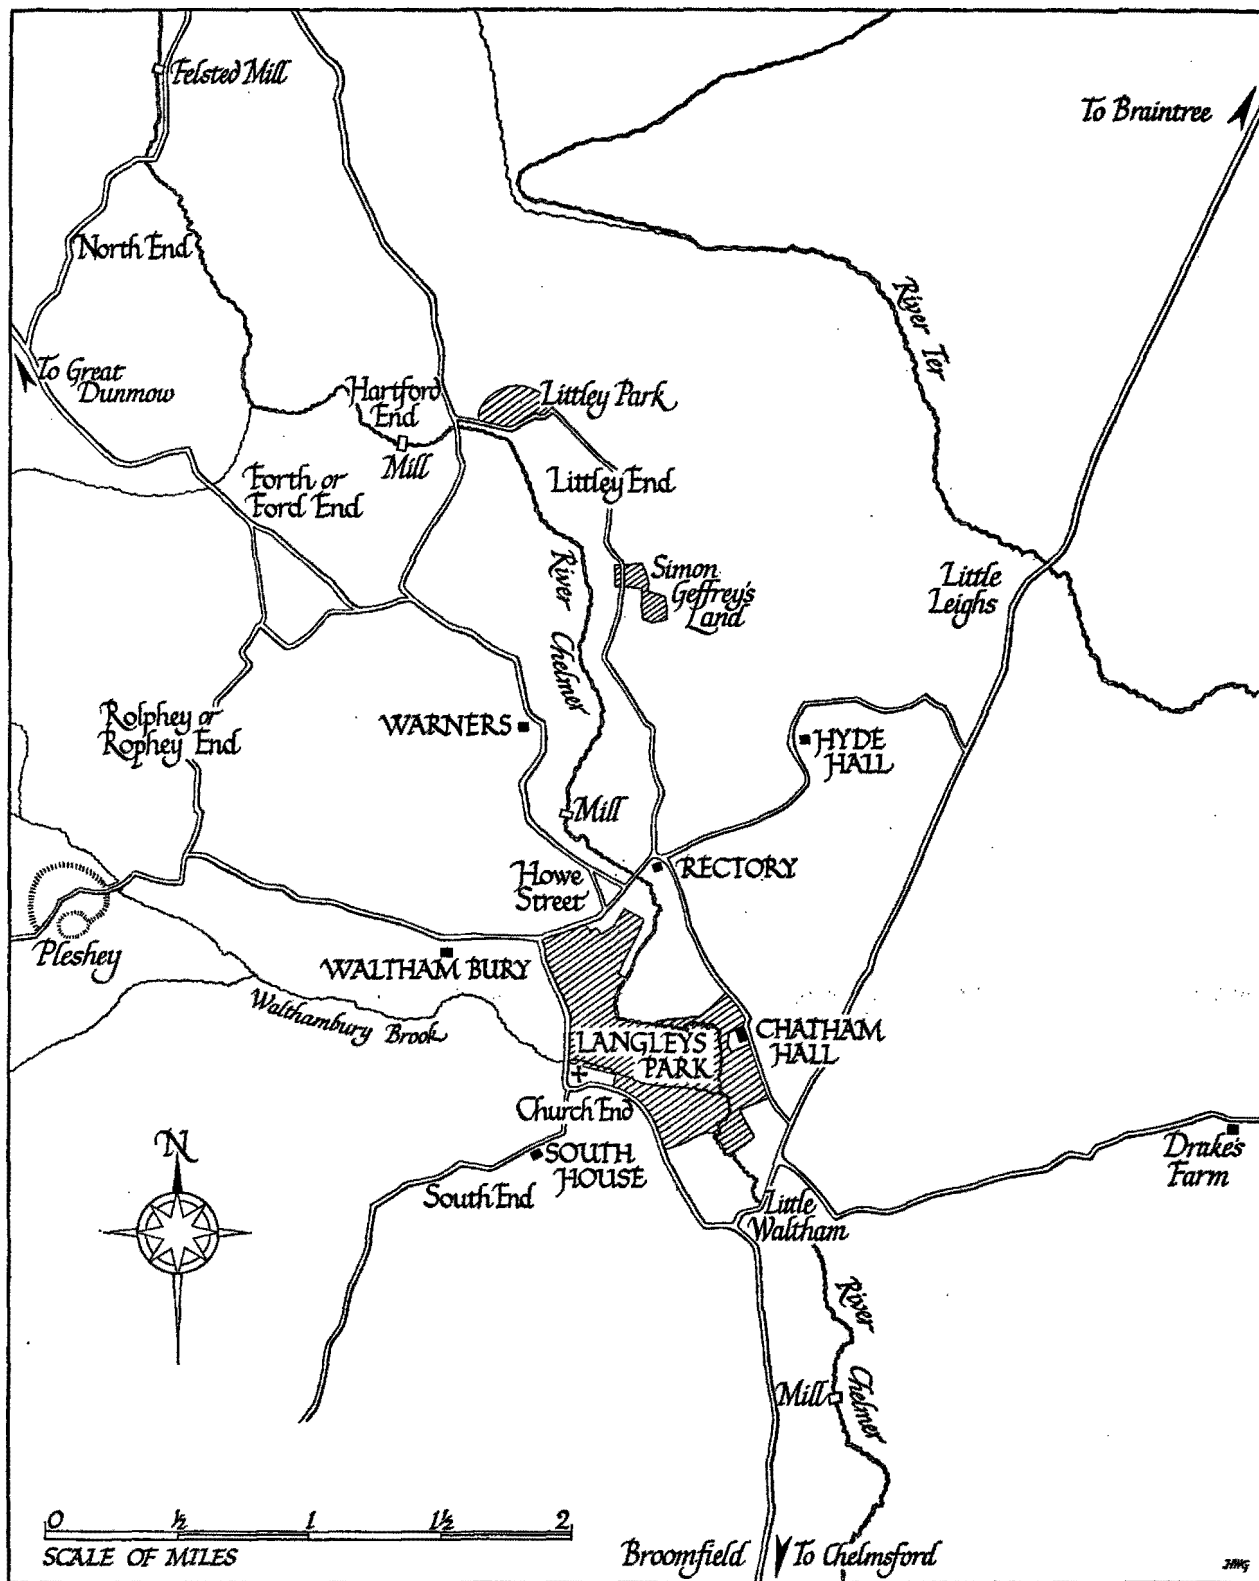 Felsted Mill
To Braintree
North End
River Ter
To Great
Dunmow
Hartford
End
Littley Park
Mill
Forth or
Ford End
Littley End
River Chelmer
Simon
Geffrey's
Land
Little
Leighs
Rolphey or
Rophey End
WARNERS
HYDE
HALL
Mill
RECTORY
Howe
Street
Pleshey
WALTHAM BURY
Walthambury Brook
LANGLEYS
PARK
CHATHAM
HALL
Church End
N
SOUTH
HOUSE
South End
Drake's
Farm
Little
Waltham
River Chelmer
Mill
0 ½ 1 1½ 2
SCALE OF MILES
Broomfield
To Chelmsford
HWG